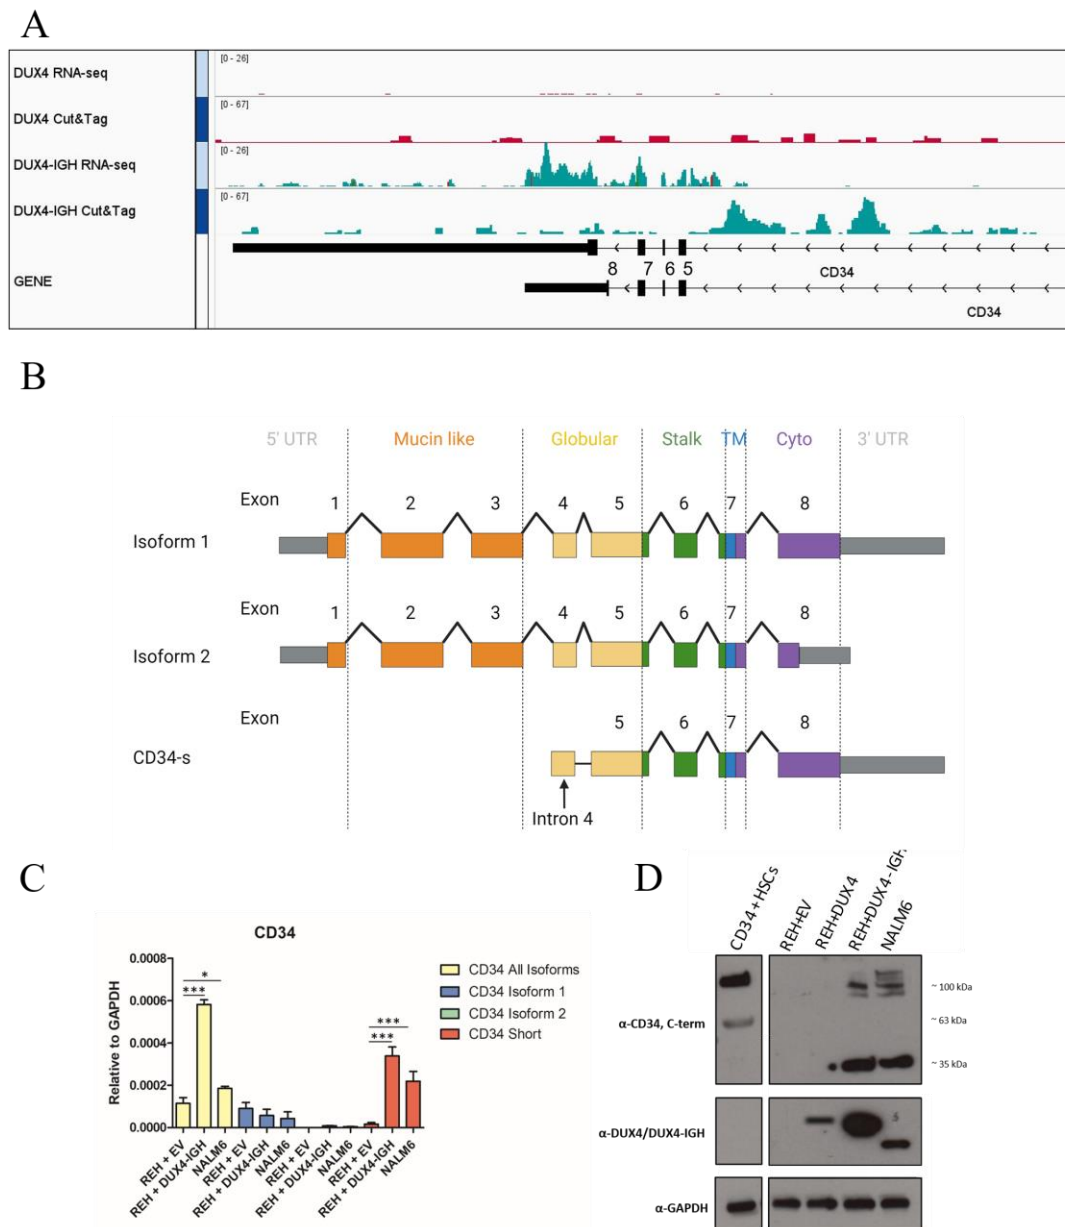 A
DUX4 RNA-seq
[0 - 26]
DUX4 Cut&Tag
[0 - 67]
DUX4-IGH RNA-seq
[0 - 26]
DUX4-IGH Cut&Tag
[0 - 67]
GENE
8 7 6 5
CD34
CD34
B
5' UTR Mucin like Globular Stalk TM Cyto 3' UTR
Exon 1 2 3 4 5 6 7 8
Isoform 1
Exon 1 2 3 4 5 6 7 8
Isoform 2
Exon 5 6 7 8
CD34-s
Intron 4
C
CD34
Relative to GAPDH
0.0008
0.0006
0.0004
0.0002
0.0000
***
*
***
***
CD34 All Isoforms
CD34 Isoform 1
CD34 Isoform 2
CD34 Short
REH + EV
REH + DUX4-IGH
NALM6
REH + EV
REH + DUX4-IGH
NALM6
REH + EV
REH + DUX4-IGH
NALM6
REH + EV
REH + DUX4-IGH
NALM6
D
CD34+HSCs
REH+EV
REH+DUX4
REH+DUX4-IGH
NALM6
α-CD34, C-term
~ 100 kDa
~ 63 kDa
~ 35 kDa
α-DUX4/DUX4-IGH
α-GAPDH